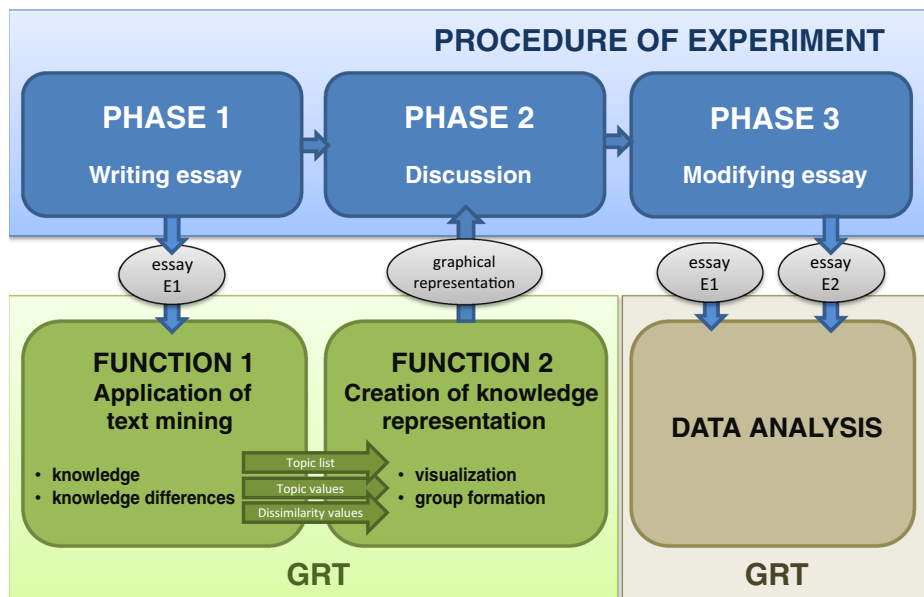 PROCEDURE OF EXPERIMENT
PHASE 1
Writing essay
PHASE 2
Discussion
PHASE 3
Modifying essay
essay
E1
graphical
representation
essay
E1
essay
E2
FUNCTION 1
Application of
text mining
• knowledge
• knowledge differences
Topic list
Topic values
Dissimilarity values
FUNCTION 2
Creation of knowledge
representation
• visualization
• group formation
DATA ANALYSIS
GRT
GRT